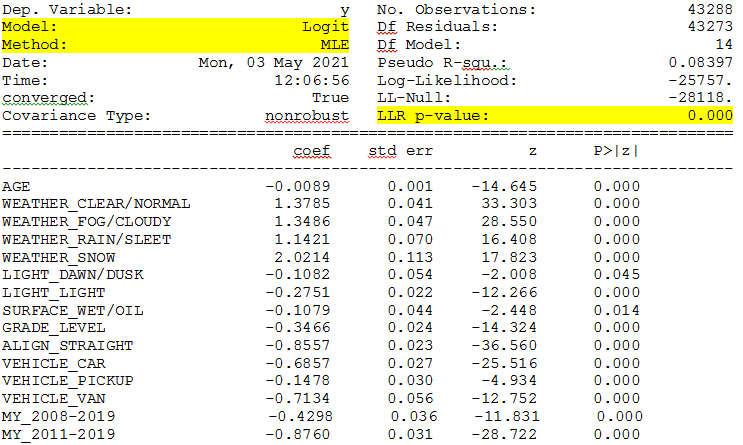 Dep. Variable: y No. Observations: 43288
Model: Logit Df Residuals: 43273
Method: MLE Df Model: 14
Date: Mon, 03 May 2021 Pseudo R-squ.: 0.08397
Time: 12:06:56 Log-Likelihood: -25757.
converged: True LL-Null: -28118.
Covariance Type: nonrobust LLR p-value: 0.000
==============================================================================
coef std err z P>|z|
------------------------------------------------------------------------------
AGE -0.0089 0.001 -14.645 0.000
WEATHER_CLEAR/NORMAL 1.3785 0.041 33.303 0.000
WEATHER_FOG/CLOUDY 1.3486 0.047 28.550 0.000
WEATHER_RAIN/SLEET 1.1421 0.070 16.408 0.000
WEATHER_SNOW 2.0214 0.113 17.823 0.000
LIGHT_DAWN/DUSK -0.1082 0.054 -2.008 0.045
LIGHT_LIGHT -0.2751 0.022 -12.266 0.000
SURFACE_WET/OIL -0.1079 0.044 -2.448 0.014
GRADE_LEVEL -0.3466 0.024 -14.324 0.000
ALIGN_STRAIGHT -0.8557 0.023 -36.560 0.000
VEHICLE_CAR -0.6857 0.027 -25.516 0.000
VEHICLE_PICKUP -0.1478 0.030 -4.934 0.000
VEHICLE_VAN -0.7134 0.056 -12.752 0.000
MY_2008-2019 -0.4298 0.036 -11.831 0.000
MY_2011-2019 -0.8760 0.031 -28.722 0.000